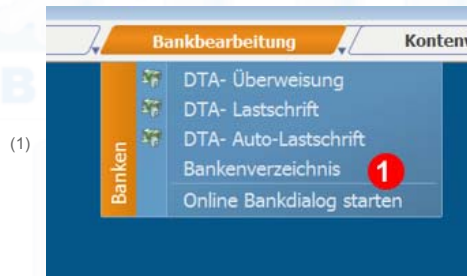 Bankbearbeitung
Konten
B
(1)
DTA- Überweisung
DTA- Lastschrift
DTA- Auto-Lastschrift
Bankenverzeichnis 1
Online Bankdialog starten
Banken